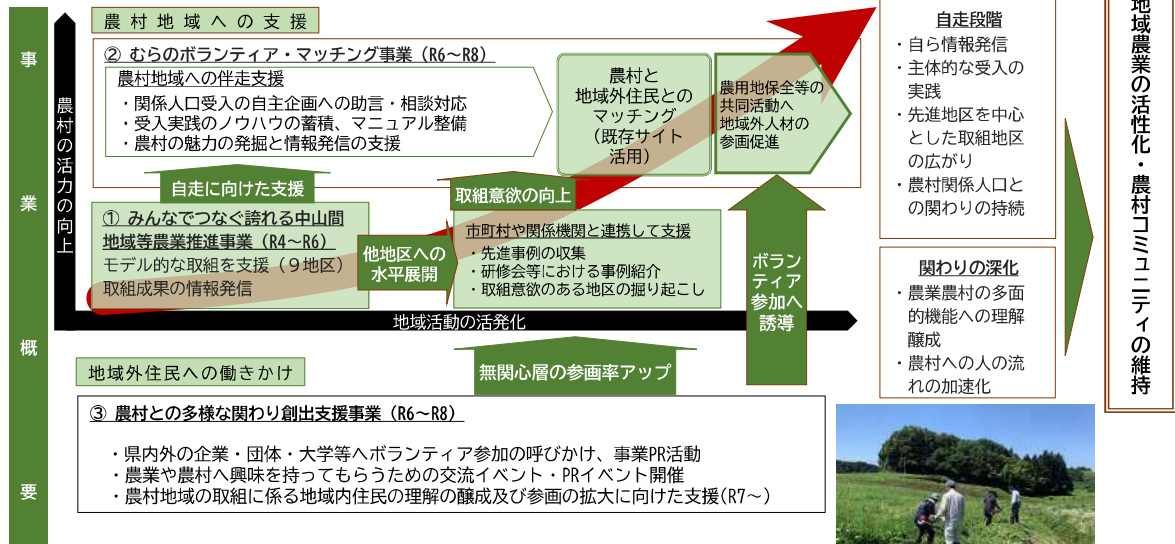 事業概要
農村の活力の向上
農村地域への支援
② むらのボランティア・マッチング事業（R6～R8）
農村地域への伴走支援
・関係人口受入の自主企画への助言・相談対応
・受入実践のノウハウの蓄積、マニュアル整備
・農村の魅力の発掘と情報発信の支援
農村と
地域外住民との
マッチング
（既存サイト
活用）
農用地保全等の
共同活動へ
地域外人材の
参画促進
自走に向けた支援
取組意欲の向上
① みんなでつなぐ誇れる中山間
地域等農業推進事業（R4～R6）
モデル的な取組を支援（９地区）
取組成果の情報発信
他地区への
水平展開
市町村や関係機関と連携して支援
・先進事例の収集
・研修会等における事例紹介
・取組意欲のある地区の掘り起こし
ボラン
ティア
参加へ
誘導
地域活動の活発化
地域外住民への働きかけ
無関心層の参画率アップ
③ 農村との多様な関わり創出支援事業（R6～R8）
・県内外の企業・団体・大学等へボランティア参加の呼びかけ、事業PR活動
・農業や農村へ興味を持ってもらうための交流イベント・PRイベント開催
・農村地域の取組に係る地域内住民の理解の醸成及び参画の拡大に向けた支援(R7～)
自走段階
・自ら情報発信
・主体的な受入の
実践
・先進地区を中心
とした取組地区
の広がり
・農村関係人口と
の関わりの持続
関わりの深化
・農業農村の多面
的機能への理解
醸成
・農村への人の流
れの加速化
地域農業の活性化・農村コミュニティの維持